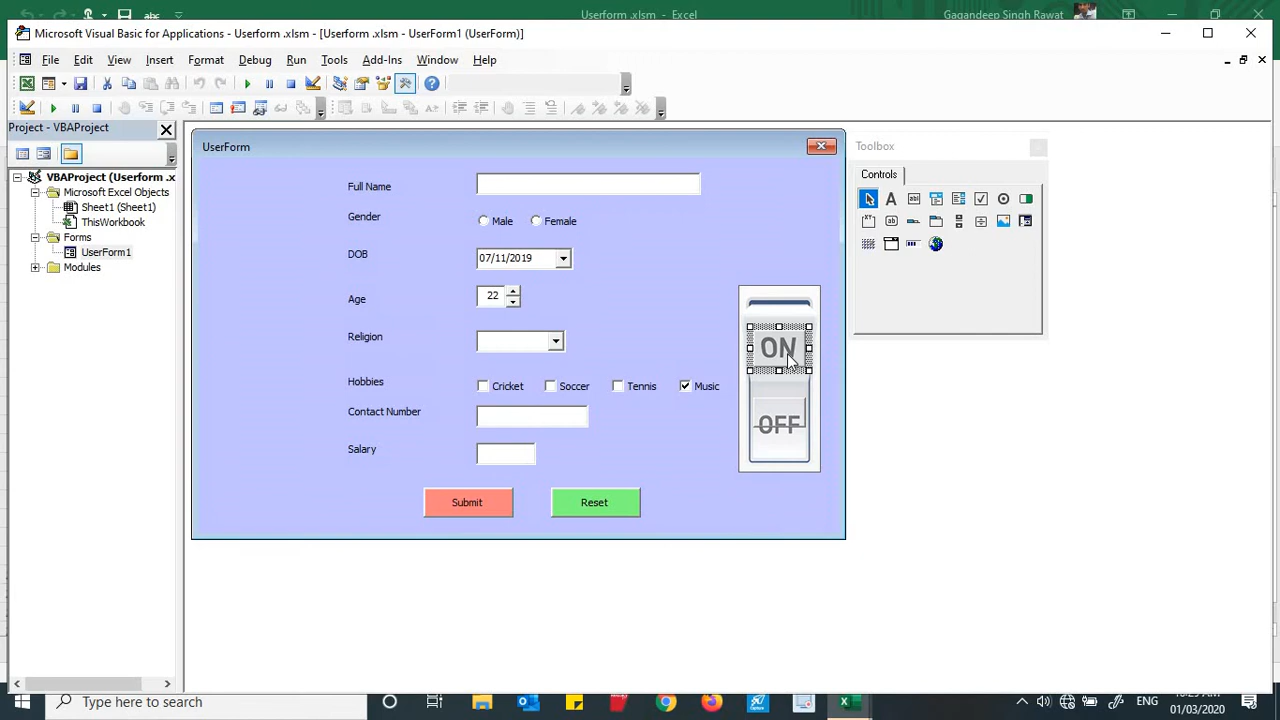 Userform .xlsm - Excel
Gagandeep Singh Rawat
Microsoft Visual Basic for Applications - Userform .xlsm - [Userform .xlsm - UserForm1 (UserForm)]
File Edit View Insert Format Debug Run Tools Add-Ins Window Help
Project - VBAProject
VBAProject (Userform .x
Microsoft Excel Objects
Sheet1 (Sheet1)
ThisWorkbook
Forms
UserForm1
Modules
UserForm
Full Name
Gender
Male Female
DOB
07/11/2019
Age
22
Religion
Hobbies
Cricket Soccer Tennis Music
Contact Number
Salary
Submit Reset
ON
OFF
Toolbox
Controls
A
abl
XY
ab
Type here to search
ENG
01/03/2020